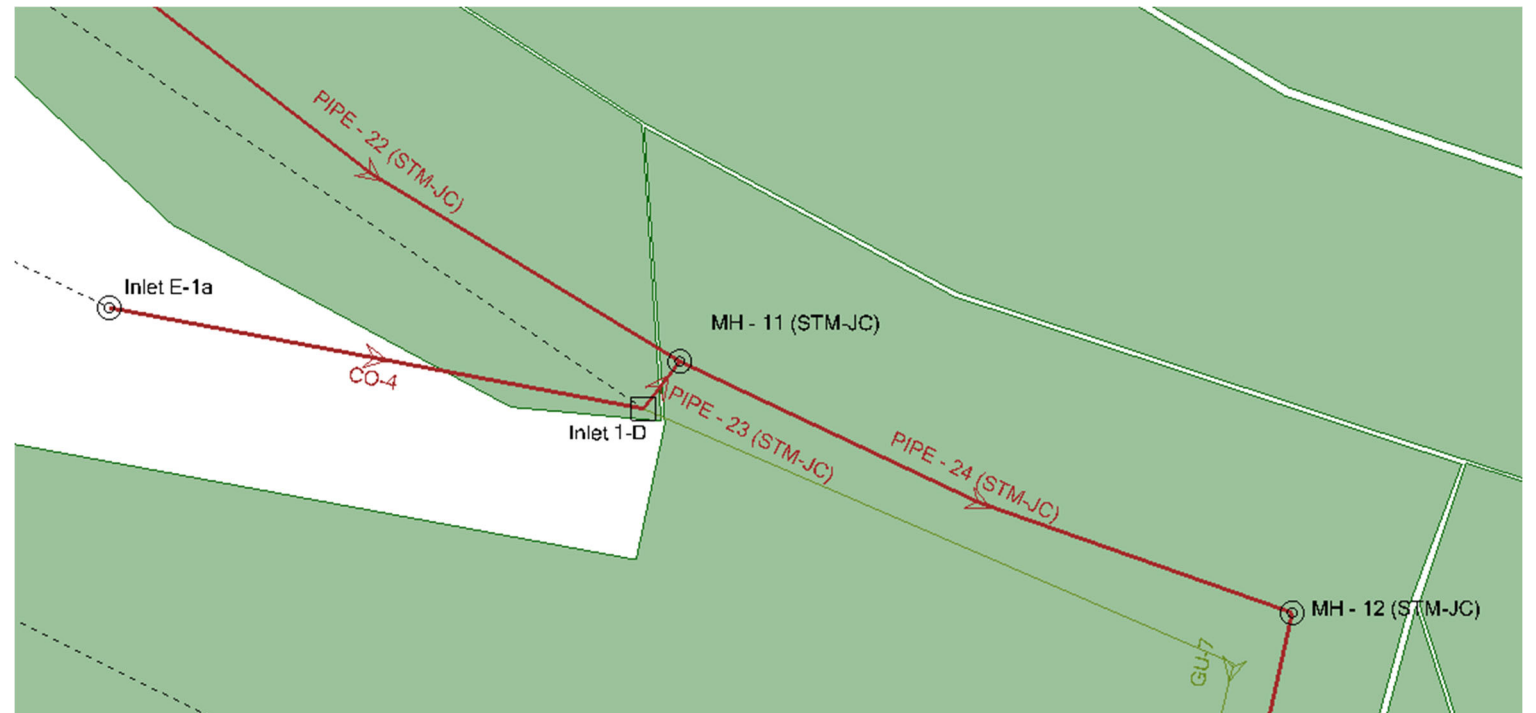 PIPE - 22 (STM-JC)
Inlet E-1a
MH - 11 (STM-JC)
CO-4
PIPE - 23 (STM-JC)
Inlet 1-D
PIPE - 24 (STM-JC)
MH - 12 (STM-JC)
GU-7